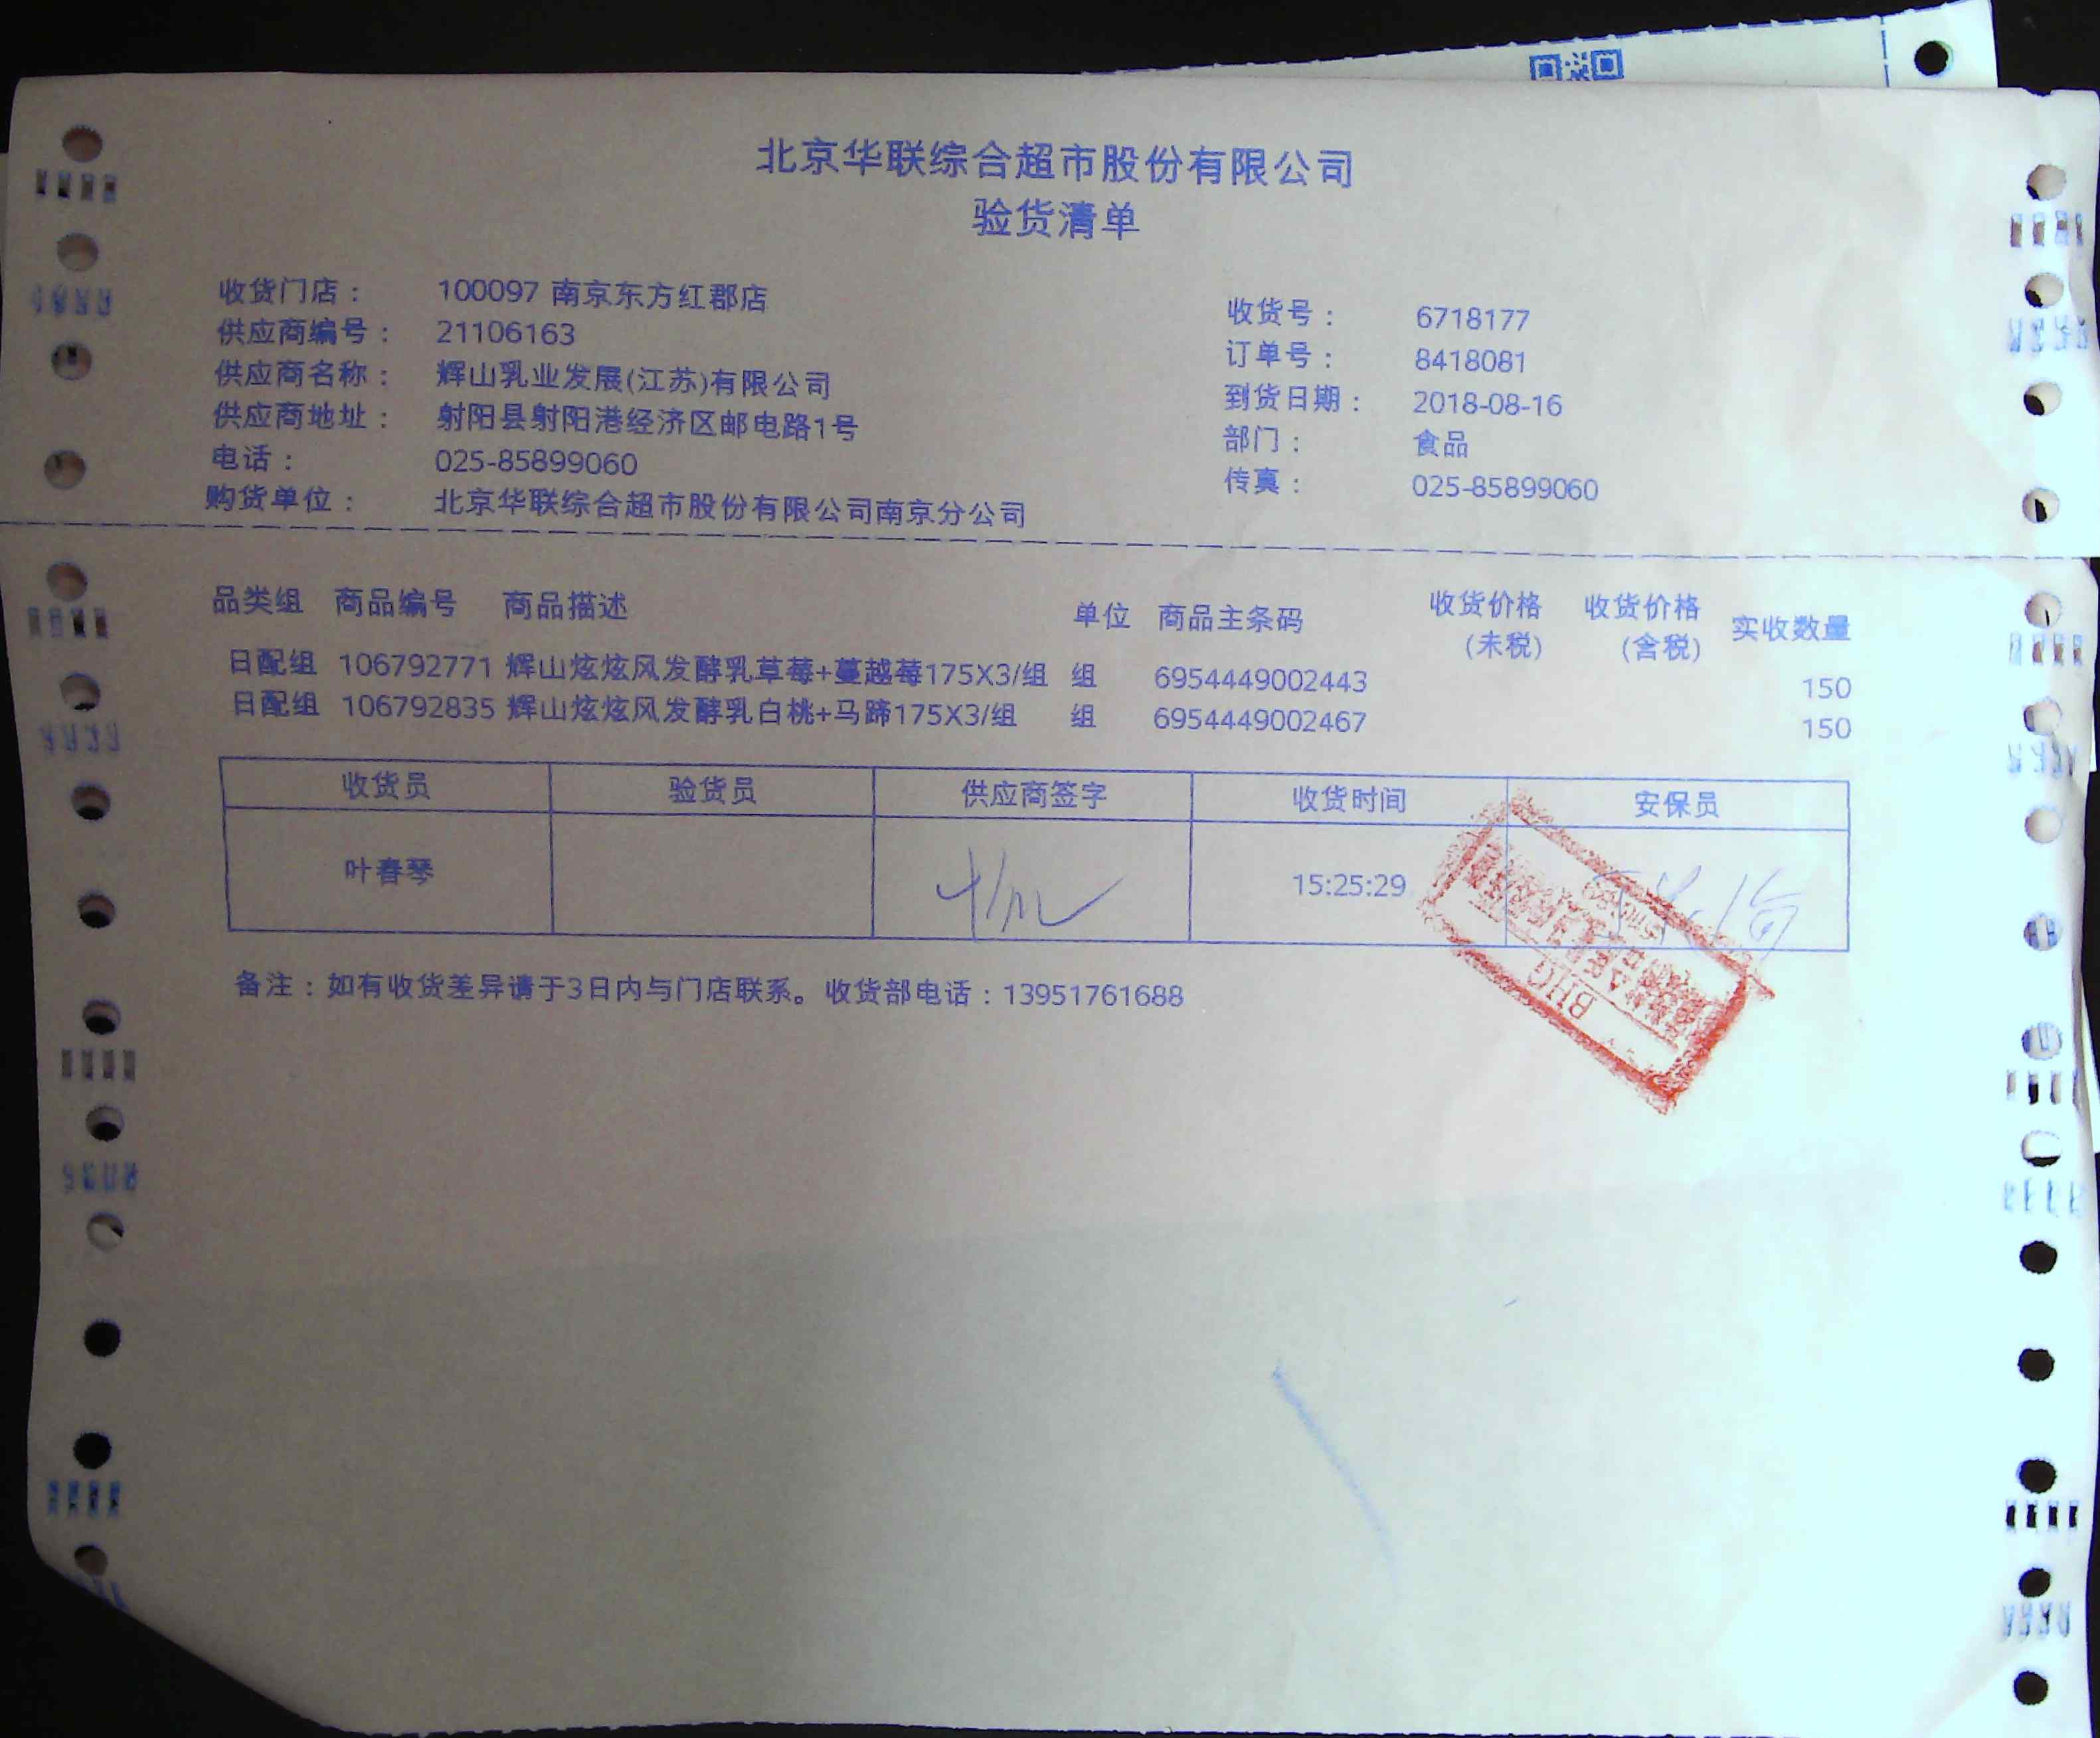 北京华联综合超市股份有限公司
验货清单
收货门店： 100097 南京东方红郡店
供应商编号： 21106163
供应商名称： 辉山乳业发展(江苏)有限公司
供应商地址： 射阳县射阳港经济区邮电路1号
电话： 025-85899060
购货单位： 北京华联综合超市股份有限公司南京分公司
收货号： 6718177
订单号： 8418081
到货日期： 2018-08-16
部门： 食品
传真： 025-85899060
品类组 商品编号 商品描述 单位 商品主条码 收货价格(未税) 收货价格(含税) 实收数量
日配组 106792771 辉山炫炫风发酵乳草莓+蔓越莓175X3/组 组 6954449002443 150
日配组 106792835 辉山炫炫风发酵乳白桃+马蹄175X3/组 组 6954449002467 150
收货员 验货员 供应商签字 收货时间 安保员
叶春琴 15:25:29
备注：如有收货差异请于3日内与门店联系。收货部电话：13951761688
BHG